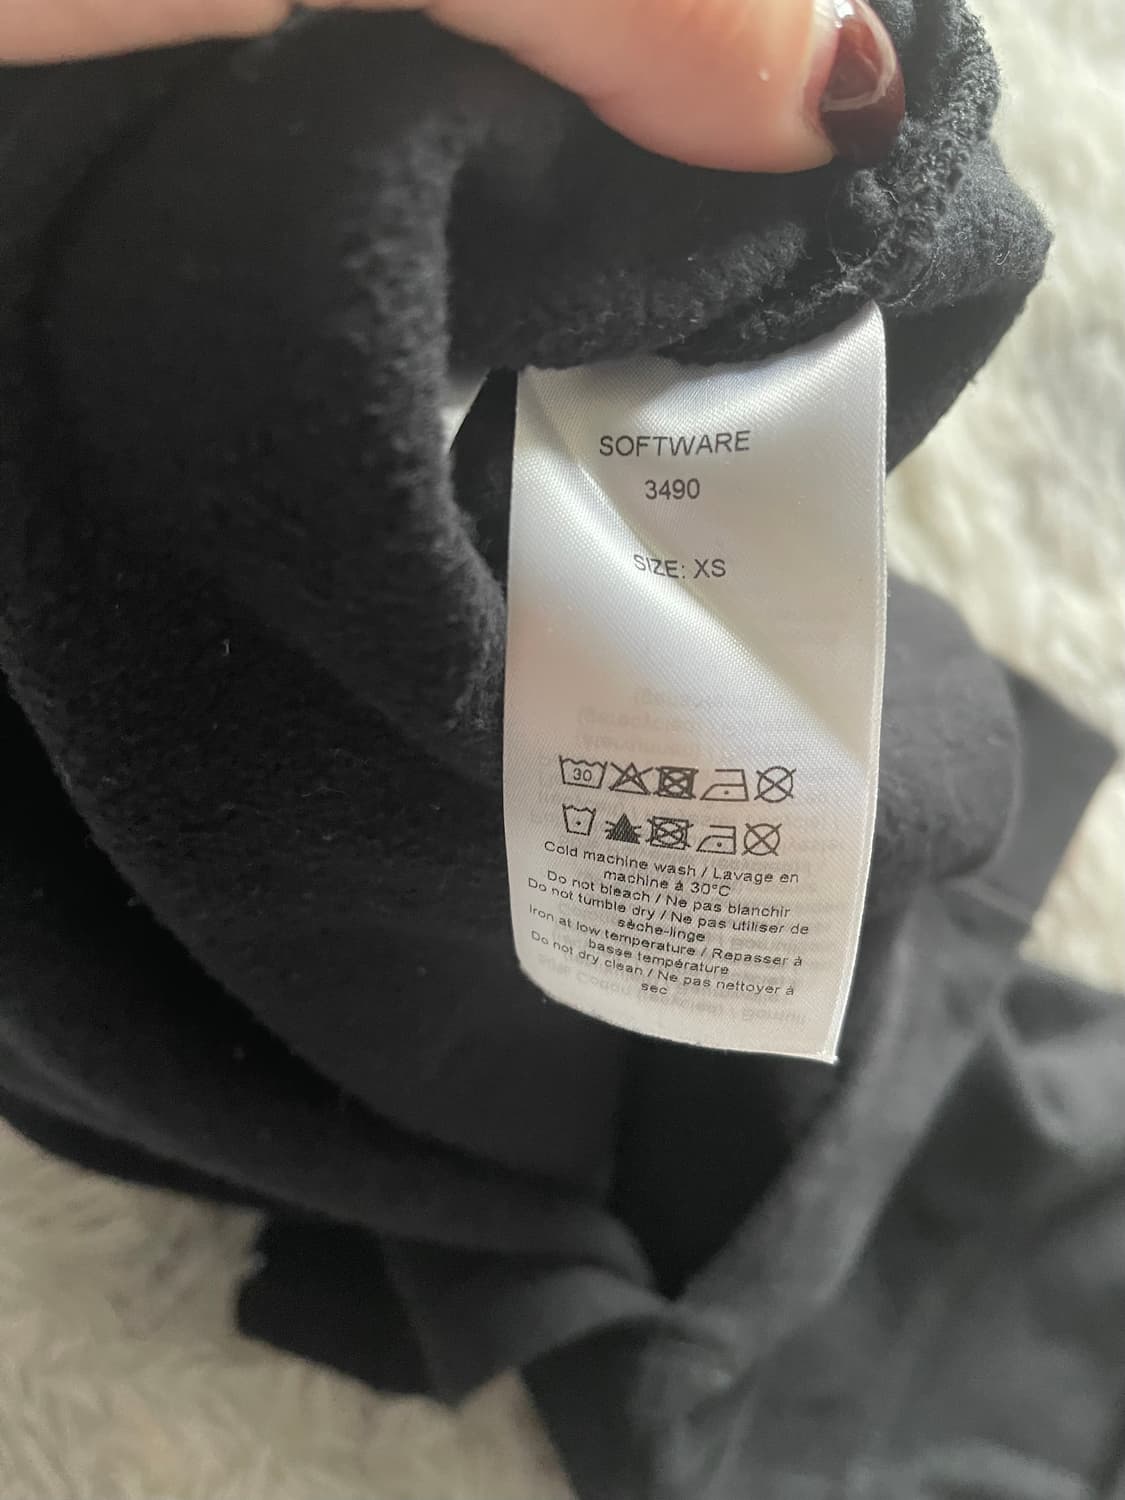 SOFTWARE
3490
SIZE: XS
30
Cold machine wash / Lavage en
machine à 30°C
Do not bleach / Ne pas blanchir
Do not tumble dry / Ne pas utiliser de
sèche-linge
Iron at low temperature / Repasser à
basse température
Do not dry clean / Ne pas nettoyer à
sec